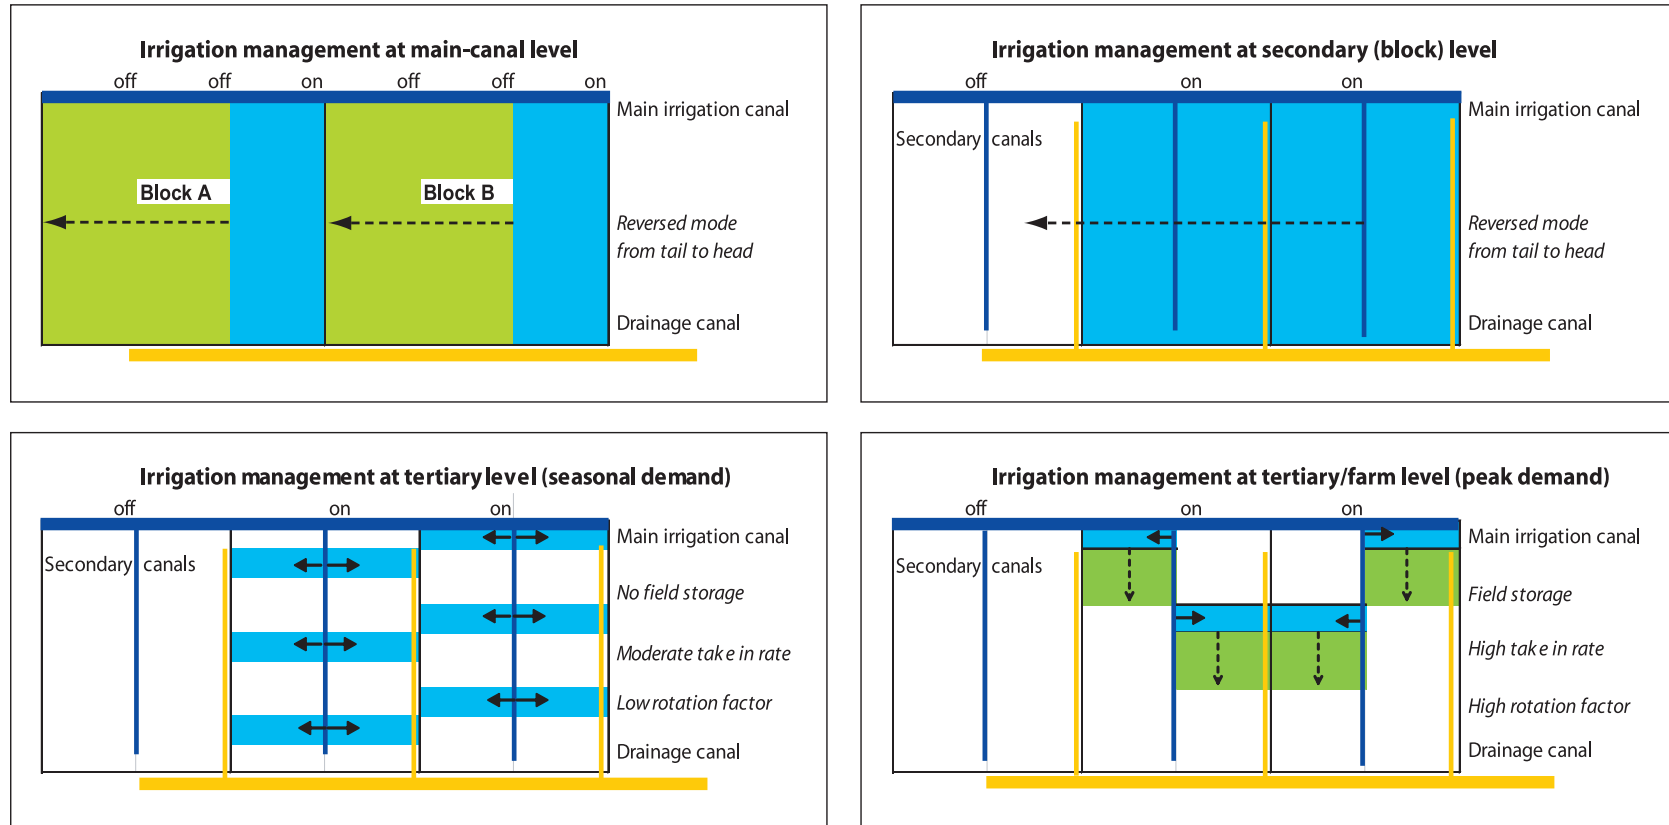 Irrigation management at main-canal level
off off on off off on
Main irrigation canal
Block A
Block B
Reversed mode
from tail to head
Drainage canal
Irrigation management at secondary (block) level
off on on
Main irrigation canal
Secondary canals
Reversed mode
from tail to head
Drainage canal
Irrigation management at tertiary level (seasonal demand)
off on on
Main irrigation canal
Secondary canals
No field storage
Moderate take in rate
Low rotation factor
Drainage canal
Irrigation management at tertiary/farm level (peak demand)
off on on
Main irrigation canal
Secondary canals
Field storage
High take in rate
High rotation factor
Drainage canal